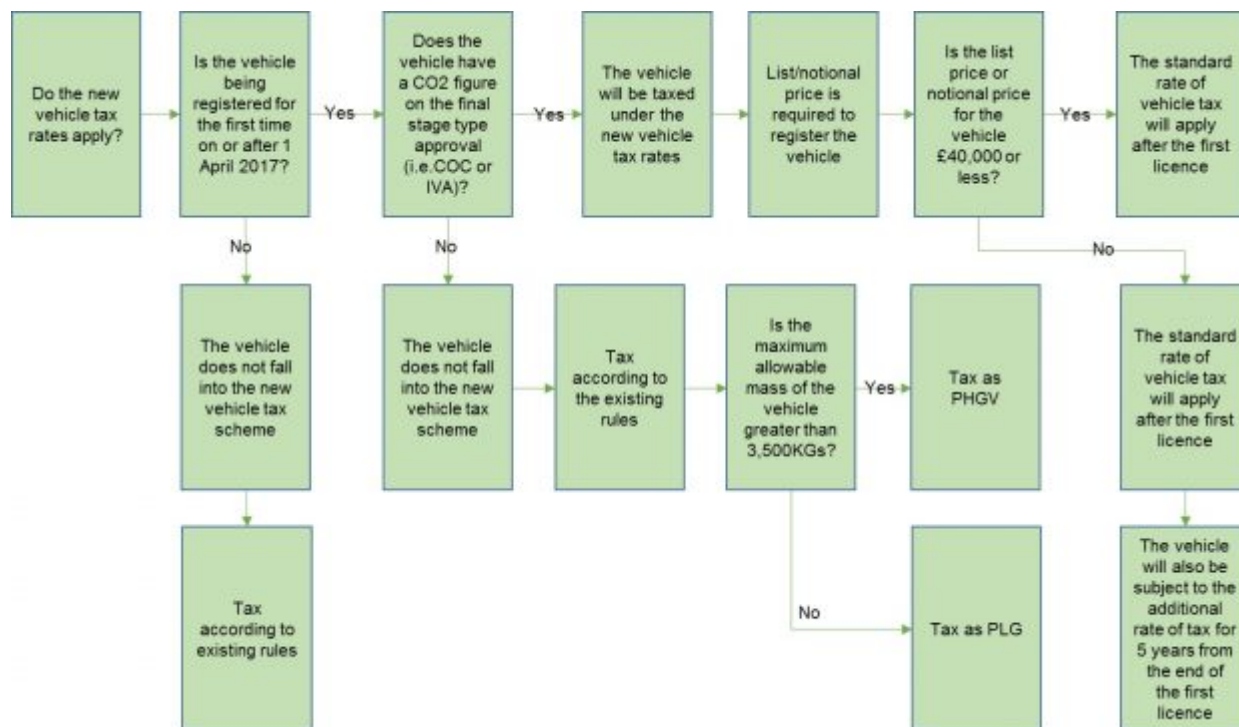 Do the new
vehicle tax
rates apply?
Is the vehicle
being
registered for
the first time
on or after 1
April 2017?
Yes
Does the
vehicle have
a CO2 figure
on the final
stage type
approval
(i.e.COC or
IVA)?
Yes
The vehicle
will be taxed
under the
new vehicle
tax rates
List/notional
price is
required to
register the
vehicle
Is the list
price or
notional price
for the
vehicle
£40,000 or
less?
Yes
The standard
rate of
vehicle tax
will apply
after the first
licence
No
No
No
The vehicle
does not fall
into the new
vehicle tax
scheme
The vehicle
does not fall
into the new
vehicle tax
scheme
Tax
according to
the existing
rules
Is the
maximum
allowable
mass of the
vehicle
greater than
3,500KGs?
Yes
Tax as
PHGV
The standard
rate of
vehicle tax
will apply
after the first
licence
Tax
according to
existing rules
No
Tax as PLG
The vehicle
will also be
subject to the
additional
rate of tax for
5 years from
the end of
the first
licence